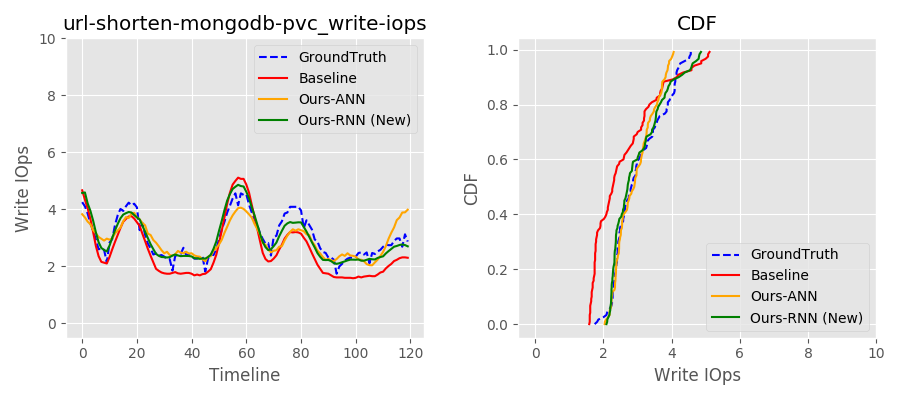 url-shorten-mongodb-pvc_write-iops
10
8
6
4
2
0
Write IOps
0
20
40
60
80
100
120
Timeline
GroundTruth
Baseline
Ours-ANN
Ours-RNN (New)
CDF
1.0
0.8
0.6
0.4
0.2
0.0
CDF
0
2
4
6
8
10
Write IOps
GroundTruth
Baseline
Ours-ANN
Ours-RNN (New)